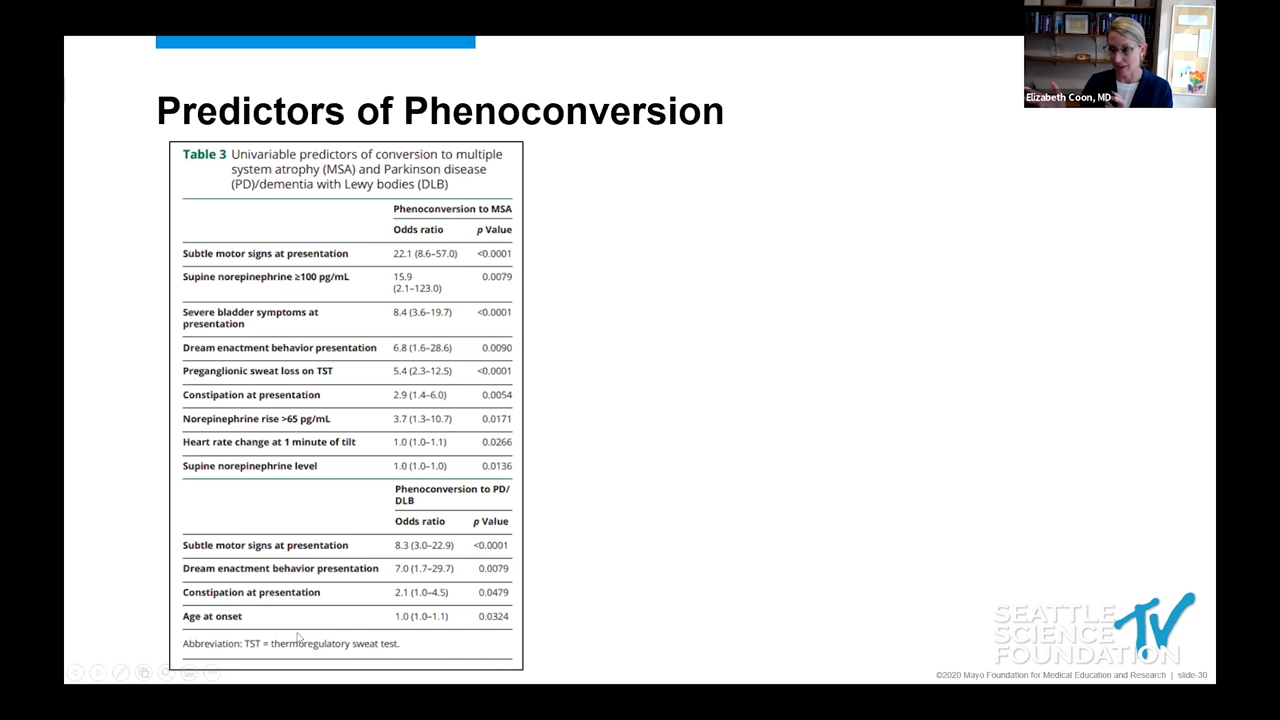 Elizabeth Coon, MD
Predictors of Phenoconversion
Table 3 Univariable predictors of conversion to multiple
system atrophy (MSA) and Parkinson disease
(PD)/dementia with Lewy bodies (DLB)
Phenoconversion to MSA
Odds ratio p Value
Subtle motor signs at presentation 22.1 (8.6–57.0) <0.0001
Supine norepinephrine ≥100 pg/mL 15.9 0.0079
(2.1–123.0)
Severe bladder symptoms at 8.4 (3.6–19.7) <0.0001
presentation
Dream enactment behavior presentation 6.8 (1.6–28.6) 0.0090
Preganglionic sweat loss on TST 5.4 (2.3–12.5) <0.0001
Constipation at presentation 2.9 (1.4–6.0) 0.0054
Norepinephrine rise >65 pg/mL 3.7 (1.3–10.7) 0.0171
Heart rate change at 1 minute of tilt 1.0 (1.0–1.1) 0.0266
Supine norepinephrine level 1.0 (1.0–1.0) 0.0136
Phenoconversion to PD/
DLB
Odds ratio p Value
Subtle motor signs at presentation 8.3 (3.0–22.9) <0.0001
Dream enactment behavior presentation 7.0 (1.7–29.7) 0.0079
Constipation at presentation 2.1 (1.0–4.5) 0.0479
Age at onset 1.0 (1.0–1.1) 0.0324
Abbreviation: TST = thermoregulatory sweat test.
SEATTLE
SCIENCE
FOUNDATION
TV
©2020 Mayo Foundation for Medical Education and Research | slide-30